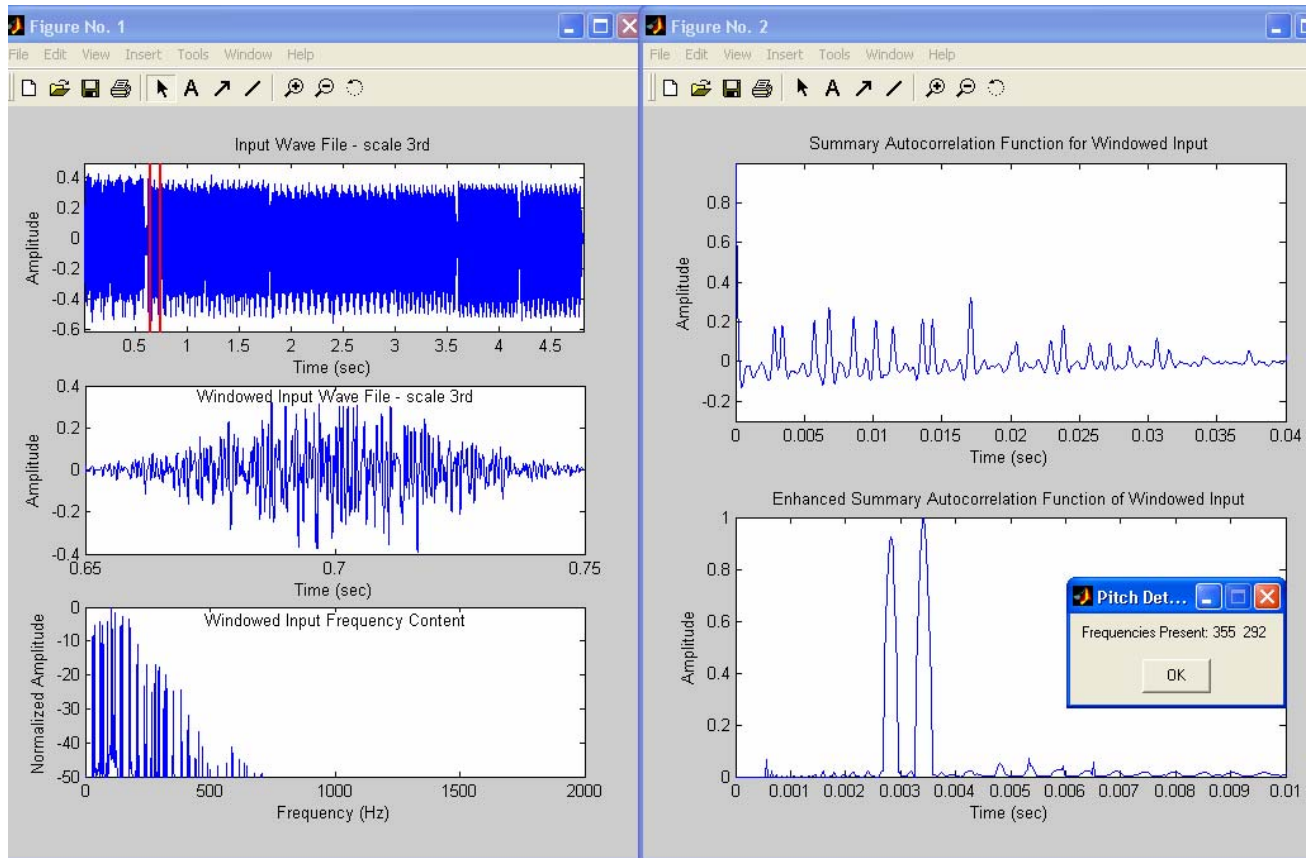 Figure No. 1
File Edit View Insert Tools Window Help
A
Input Wave File - scale 3rd
0.4
0.2
0
-0.2
-0.4
-0.6
Amplitude
0.5 1 1.5 2 2.5 3 3.5 4 4.5
Time (sec)
Windowed Input Wave File - scale 3rd
0.4
0.2
0
-0.2
-0.4
Amplitude
0.65 0.7 0.75
Time (sec)
Windowed Input Frequency Content
0
-10
-20
-30
-40
-50
Normalized Amplitude
0 500 1000 1500 2000
Frequency (Hz)
Figure No. 2
File Edit View Insert Tools Window Help
A
Summary Autocorrelation Function for Windowed Input
0.8
0.6
0.4
0.2
0
-0.2
Amplitude
0 0.005 0.01 0.015 0.02 0.025 0.03 0.035 0.04
Time (sec)
Enhanced Summary Autocorrelation Function of Windowed Input
1
0.8
0.6
0.4
0.2
0
Amplitude
0 0.001 0.002 0.003 0.004 0.005 0.006 0.007 0.008 0.009 0.01
Time (sec)
Pitch Det...
Frequencies Present: 355 292
OK